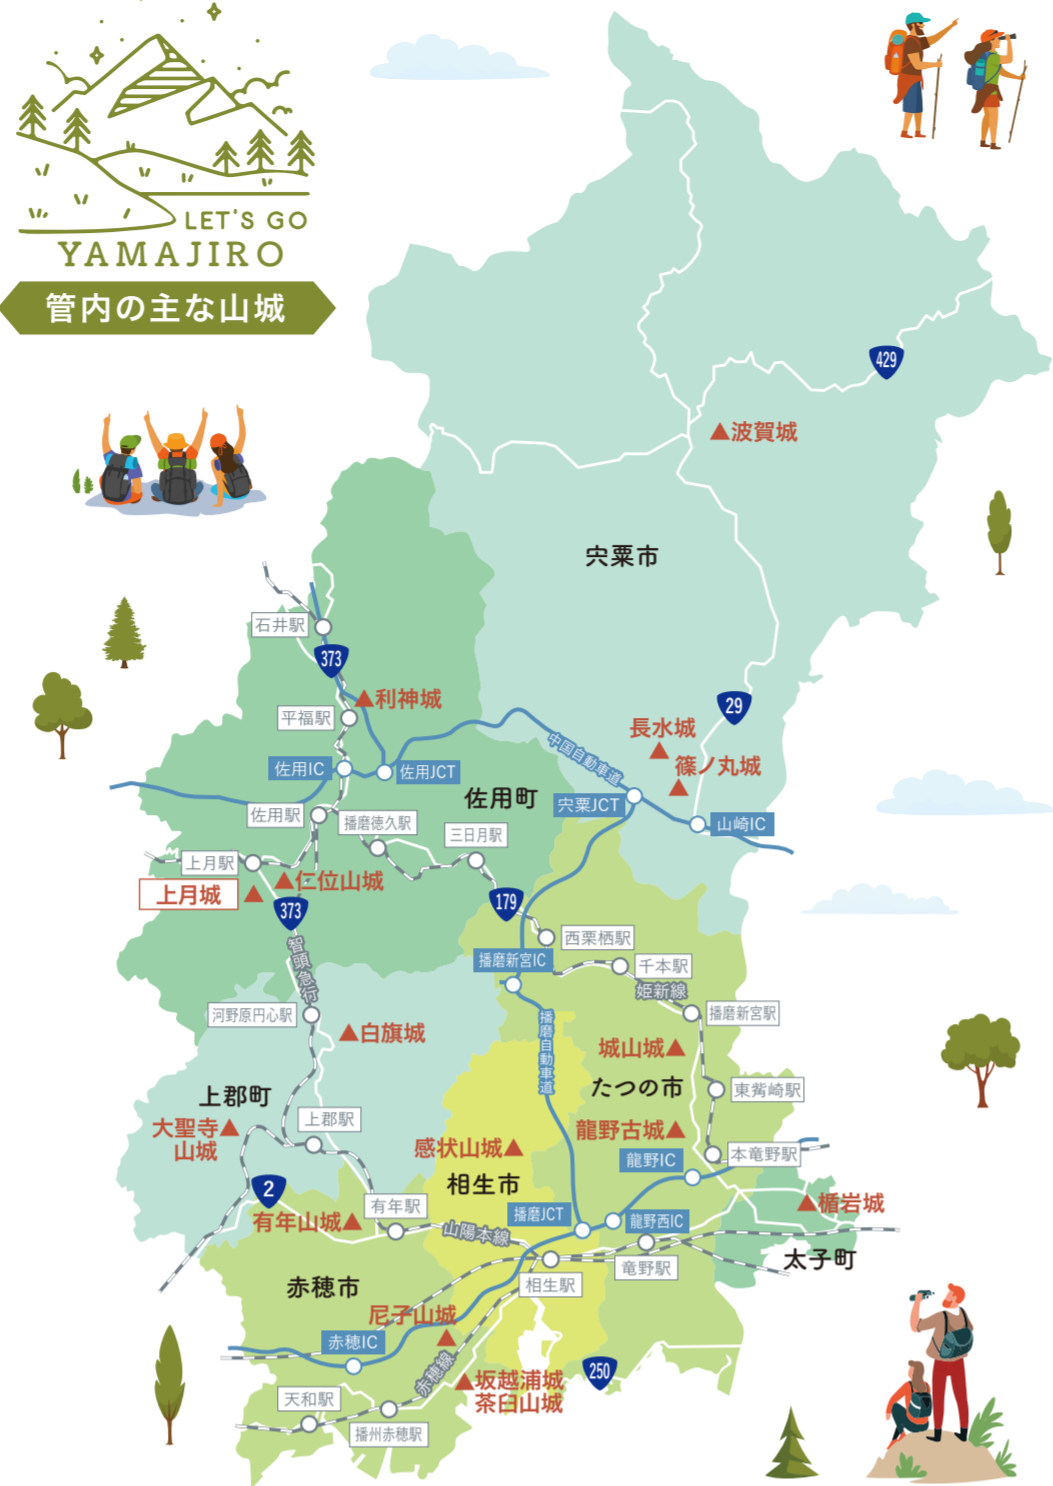 LET'S GO
YAMAJIRO
管内の主な山城
429
▲波賀城
宍粟市
石井駅
373
▲利神城
平福駅
29
長水城
▲
篠ノ丸城
▲
中国自動車道
佐用IC
佐用JCT
佐用町
宍粟JCT
山崎IC
佐用駅
播磨徳久駅
三日月駅
上月駅
▲仁位山城
上月城▲
373
179
智頭急行
西栗栖駅
播磨新宮IC
千本駅
姫新線
河野原円心駅
播磨新宮駅
播磨自動車道
▲白旗城
城山城▲
たつの市
東觜崎駅
上郡町
上郡駅
大聖寺▲
山城
龍野古城▲
感状山城▲
本竜野駅
龍野IC
相生市
2
有年駅
有年山城▲
播磨JCT
龍野西IC
▲楯岩城
山陽本線
太子町
竜野駅
相生駅
赤穂市
尼子山城
▲
赤穂IC
赤穂線
250
▲坂越浦城
茶臼山城
天和駅
播州赤穂駅